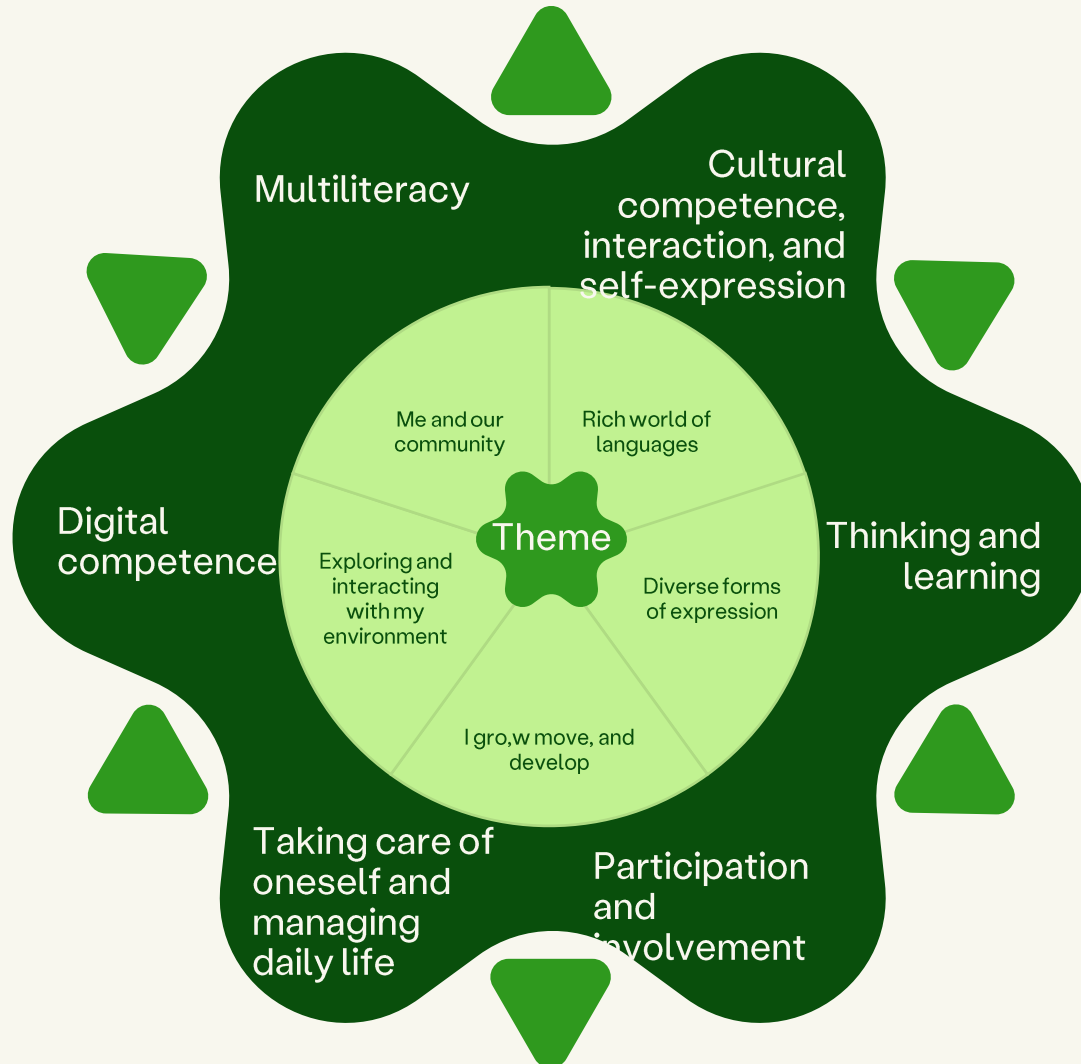 Multiliteracy
Cultural
competence,
interaction, and
self-expression
Me and our
community
Rich world of
languages
Digital
competence
Theme
Thinking and
learning
Exploring and
interacting
with my
environment
Diverse forms
of expression
I gro,w move, and
develop
Taking care of
oneself and
managing
daily life
Participation
and
involvement